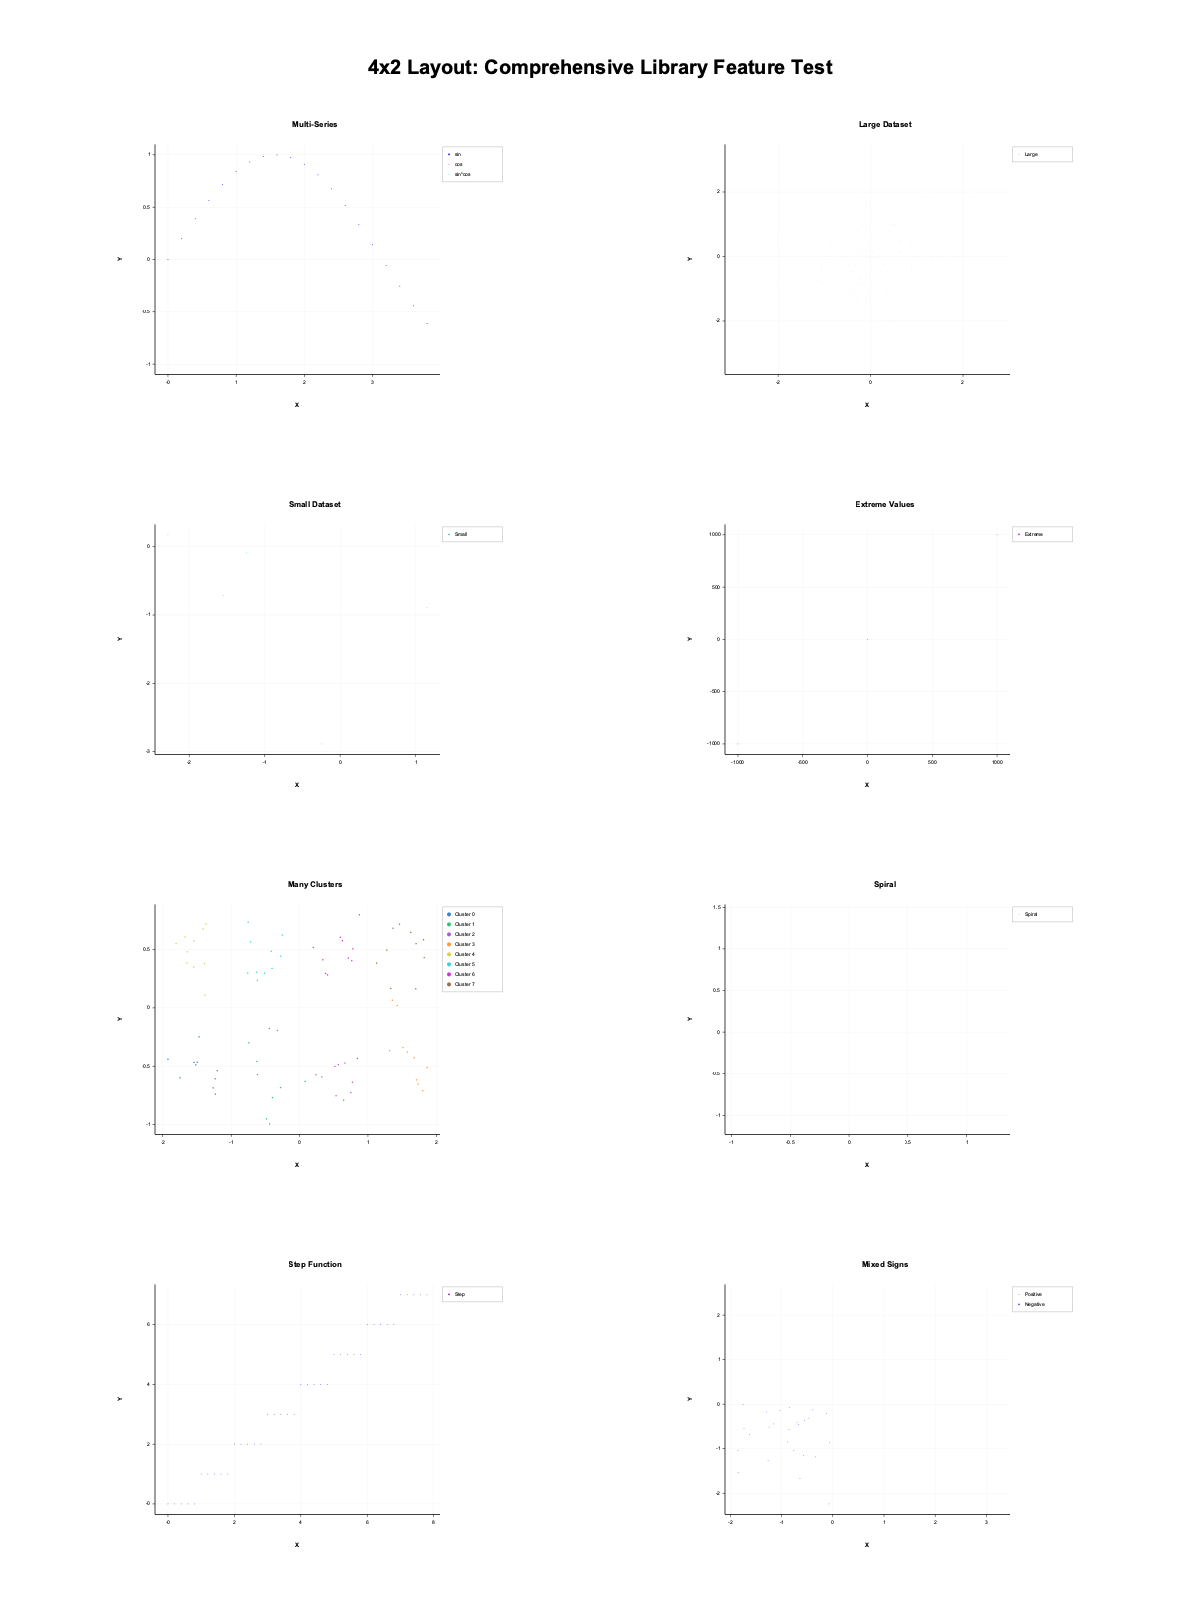 4x2 Layout: Comprehensive Library Feature Test
Multi-Series
1
0.5
0
-0.5
-1
-0
1
2
3
Y
X
sin
cos
sin*cos
Large Dataset
2
0
-2
-2
0
2
Y
X
Large
Small Dataset
0
-1
-2
-3
-2
-1
0
1
Y
X
Small
Extreme Values
1000
500
0
-500
-1000
-1000
-500
0
500
1000
Y
X
Extreme
Many Clusters
0.5
0
-0.5
-1
-2
-1
0
1
2
Y
X
Cluster 0
Cluster 1
Cluster 2
Cluster 3
Cluster 4
Cluster 5
Cluster 6
Cluster 7
Spiral
1.5
1
0.5
0
-0.5
-1
-1
-0.5
0
0.5
1
Y
X
Spiral
Step Function
6
4
2
-0
-0
2
4
6
8
Y
X
Step
Mixed Signs
2
1
0
-1
-2
-2
-1
0
1
2
3
Y
X
Positive
Negative